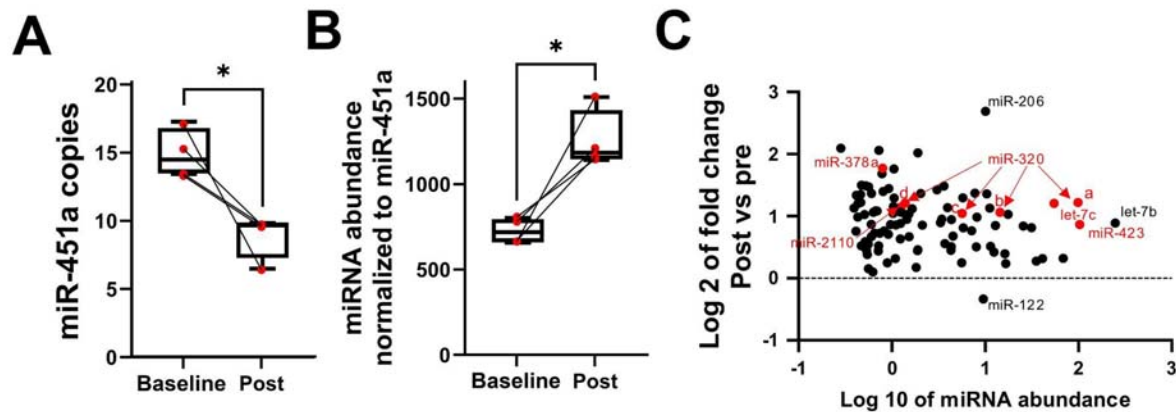 A
B
C
miR-451a copies
20
15
10
5
0
*
Baseline
Post
miRNA abundance
normalized to miR-451a
1500
1000
500
0
*
Baseline
Post
Log 2 of fold change
Post vs pre
3
2
1
0
-1
miR-206
miR-378a
miR-320
d
c
b
a
let-7c
let-7b
miR-423
miR-2110
miR-122
-1
0
1
2
3
Log 10 of miRNA abundance